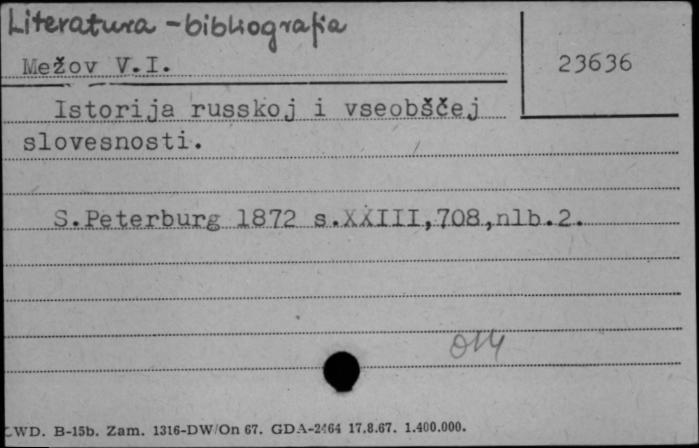 Literatura - bibliografia
Mežov V.I.
23636
Istorija russkoj i vseobščej
slovesnosti.
S.Peterburg 1872 s.XXIII,708,nlb.2.
CWD. B-15b. Zam. 1316-DW/On 67. GDA-2464 17.8.67. 1.400.000.